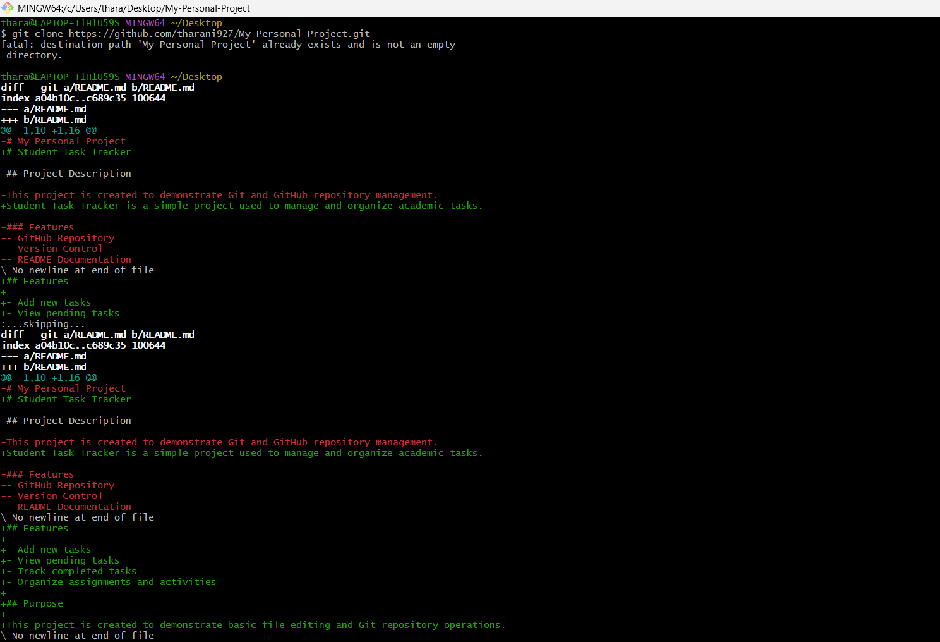 MINGW64:/c/Users/thara/Desktop/My-Personal-Project
thara@LAPTOP-T1H1U59S MINGW64 ~/Desktop
$ git clone https://github.com/tharani927/My-Personal-Project.git
fatal: destination path 'My-Personal-Project' already exists and is not an empty
 directory.
thara@LAPTOP-T1H1U59S MINGW64 ~/Desktop
diff --git a/README.md b/README.md
index a04b10c..c689c35 100644
--- a/README.md
+++ b/README.md
@@ -1,10 +1,16 @@
-# My Personal Project
+# Student Task Tracker
 ## Project Description
-This project is created to demonstrate Git and GitHub repository management.
+Student Task Tracker is a simple project used to manage and organize academic tasks.
-### Features
-- GitHub Repository
-- Version Control
-- README Documentation
\ No newline at end of file
+## Features
+
+- Add new tasks
+- View pending tasks
:...skipping...
diff --git a/README.md b/README.md
index a04b10c..c689c35 100644
--- a/README.md
+++ b/README.md
@@ -1,10 +1,16 @@
-# My Personal Project
+# Student Task Tracker
 ## Project Description
-This project is created to demonstrate Git and GitHub repository management.
+Student Task Tracker is a simple project used to manage and organize academic tasks.
-### Features
-- GitHub Repository
-- Version Control
-- README Documentation
\ No newline at end of file
+## Features
+
+- Add new tasks
+- View pending tasks
+- Track completed tasks
+- Organize assignments and activities
+
+## Purpose
+
+This project is created to demonstrate basic file editing and Git repository operations.
\ No newline at end of file